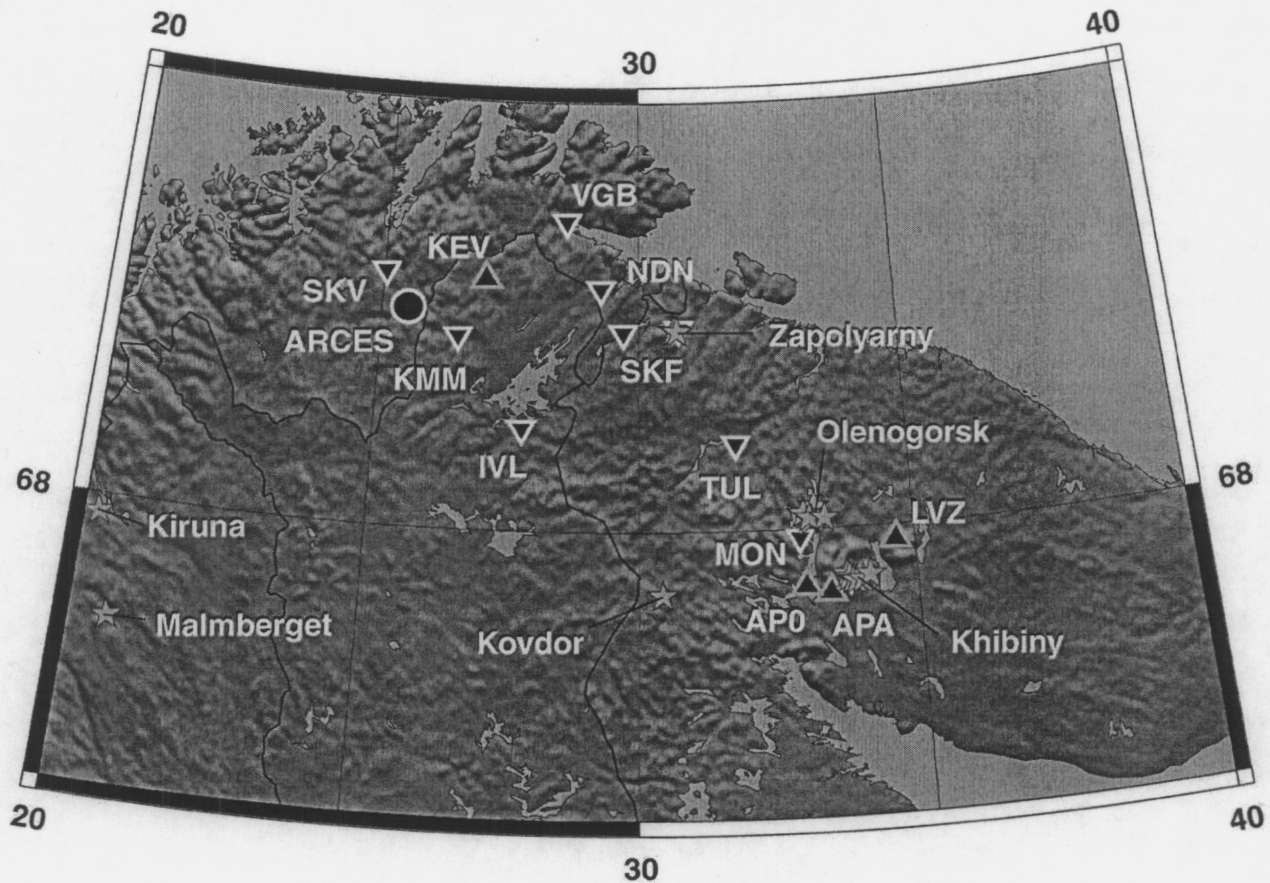 20
30
40
VGB
KEV
NDN
SKV
ARCES
Zapolyarny
KMM
SKF
Olenogorsk
IVL
TUL
68
68
LVZ
Kiruna
MON
Malmberget
Kovdor
AP0
APA
Khibiny
20
30
40